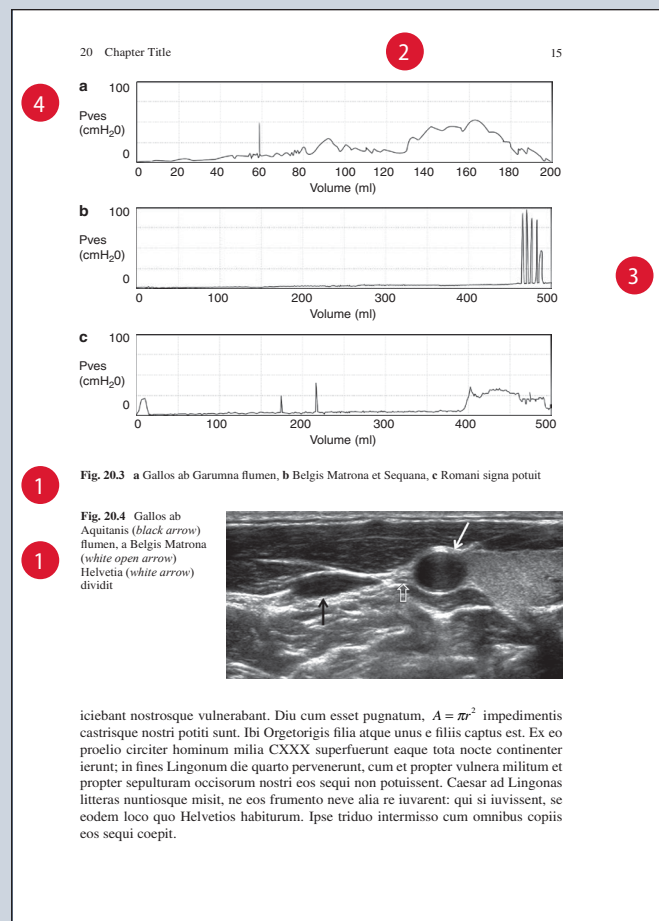 20 Chapter Title 2 15
4
a 100
Pves
(cmH20)
0
0 20 40 60 80 100 120 140 160 180 200
Volume (ml)
b 100
Pves
(cmH20)
0
3
0 100 200 300 400 500
Volume (ml)
c 100
Pves
(cmH20)
0
0 100 200 300 400 500
Volume (ml)
1
Fig. 20.3 a Gallos ab Garumna flumen, b Belgis Matrona et Sequana, c Romani signa potuit
Fig. 20.4 Gallos ab
Aquitanis (black arrow)
flumen, a Belgis Matrona
1
(white open arrow)
Helvetia (white arrow)
dividit
iciebant nostrosque vulnerabant. Diu cum esset pugnatum, A = πr² impedimentis
castrisque nostri potiti sunt. Ibi Orgetorigis filia atque unus e filiis captus est. Ex eo
proelio circiter hominum milia CXXX superfuerunt eaque tota nocte continenter
ierunt; in fines Lingonum die quarto pervenerunt, cum et propter vulnera militum et
propter sepulturam occisorum nostri eos sequi non potuissent. Caesar ad Lingonas
litteras nuntiosque misit, ne eos frumento neve alia re iuvarent: qui si iuvissent, se
eodem loco quo Helvetios habiturum. Ipse triduo intermisso cum omnibus copiis
eos sequi coepit.